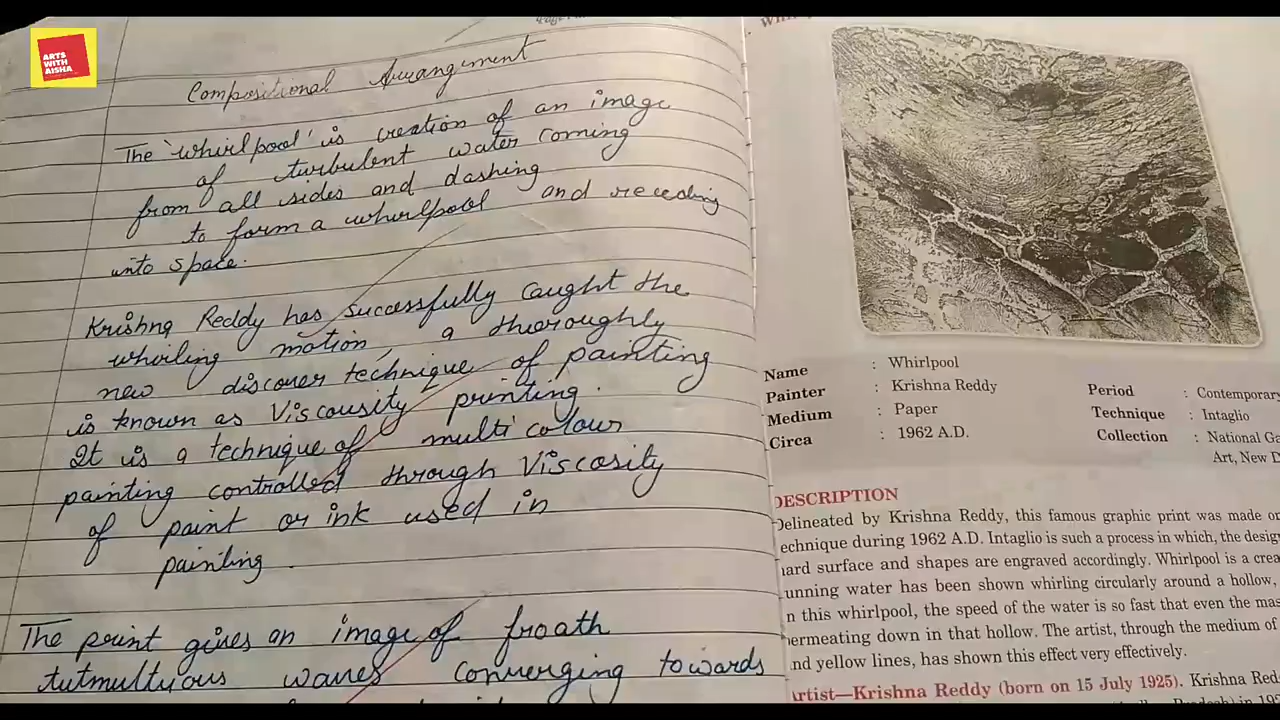 ARTS
WITH
AISHA
Compositional Arrangement
The 'whirlpool' is creation of an image
of turbulent water coming
from all sides and dashing
to form a whirlpool and receding
into space.
Krishna Reddy has successfully caught the
whirling motion, a thoroughly
new discover technique of painting
is known as Viscousity printing.
It is a technique of multi colour
painting controlled through Viscosity
of paint or ink used in
painting.
The print gives an image of froath
tutmultyous waves converging towards
Name : Whirlpool
Painter : Krishna Reddy
Medium : Paper
Circa : 1962 A.D.
Period : Contemporary
Technique : Intaglio
Collection : National Ga
Art, New D
DESCRIPTION
Delineated by Krishna Reddy, this famous graphic print was made on
echnique during 1962 A.D. Intaglio is such a process in which, the desig
ard surface and shapes are engraved accordingly. Whirlpool is a crea
unning water has been shown whirling circularly around a hollow,
n this whirlpool, the speed of the water is so fast that even the mas
ermeating down in that hollow. The artist, through the medium of
nd yellow lines, has shown this effect very effectively.
Artist—Krishna Reddy (born on 15 July 1925). Krishna Red